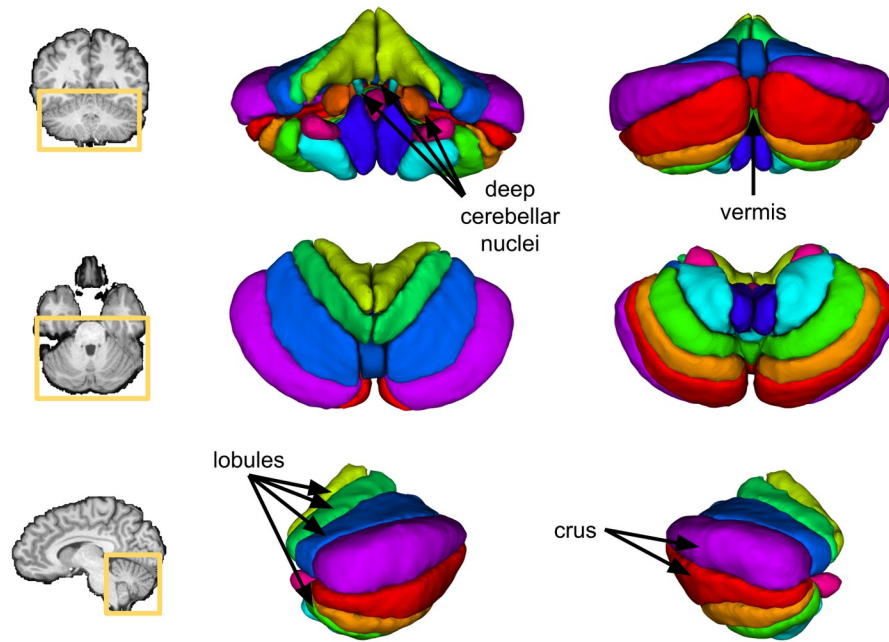 deep
cerebellar
nuclei
vermis
lobules
crus